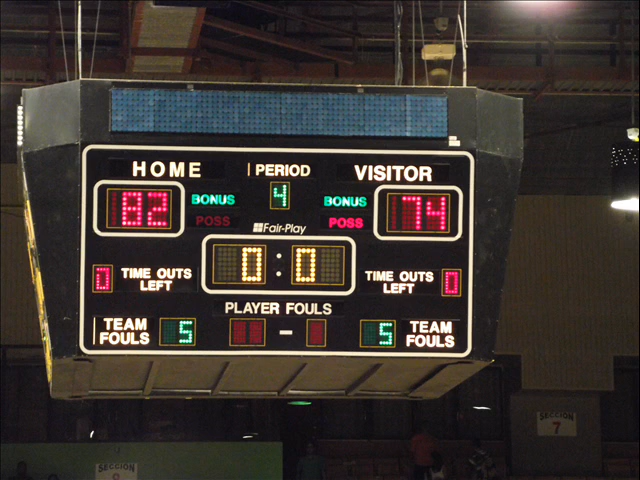 HOME PERIOD VISITOR
82 BONUS 4 BONUS 74
POSS POSS
Fair-Play
0 TIME OUTS LEFT 0:0 TIME OUTS LEFT 0
PLAYER FOULS
TEAM FOULS 5 - 5 TEAM FOULS
SECCION
7
SECCION